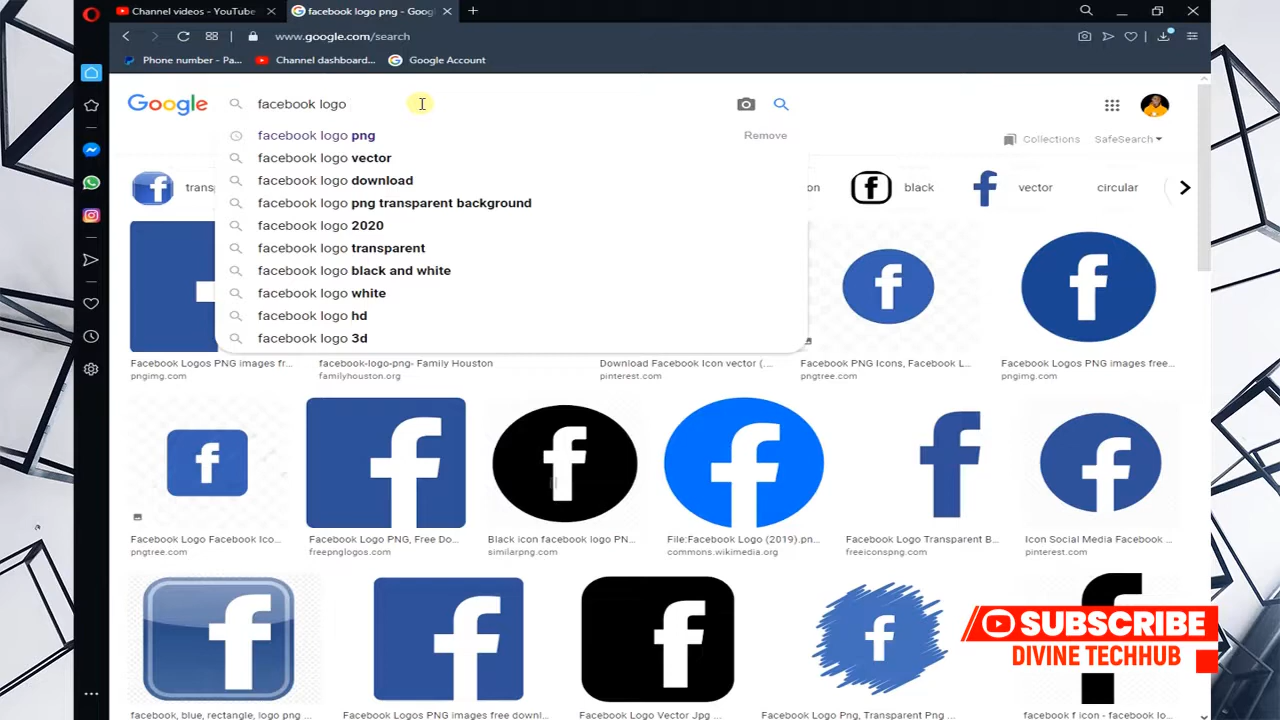 Channel videos - YouTube
facebook logo png - Goog
www.google.com/search
Phone number - Pa...
Channel dashboard...
Google Account
Google
facebook logo
facebook logo png
Remove
facebook logo vector
facebook logo download
facebook logo png transparent background
facebook logo 2020
facebook logo transparent
facebook logo black and white
facebook logo white
facebook logo hd
facebook logo 3d
Collections
SafeSearch
transp
on
black
vector
circular
Facebook Logos PNG images fr...
pngimg.com
facebook-logo-png- Family Houston
familyhouston.org
Download Facebook Icon vector (....
pinterest.com
Facebook PNG Icons, Facebook L...
pngtree.com
Facebook Logos PNG images free...
pngimg.com
Facebook Logo Facebook Ico...
pngtree.com
Facebook Logo PNG, Free Do...
freepnglogos.com
Black icon facebook logo PN...
similarpng.com
File:Facebook Logo (2019).pn...
commons.wikimedia.org
Facebook Logo Transparent B...
freeiconspng.com
Icon Social Media Facebook ...
pinterest.com
facebook, blue, rectangle, logo png ...
Facebook Logos PNG images free downl...
Facebook Logo Vector Jpg ...
Facebook Logo Png, Transparent Png ...
facebook f icon - facebook lo...
SUBSCRIBE
DIVINE TECHHUB